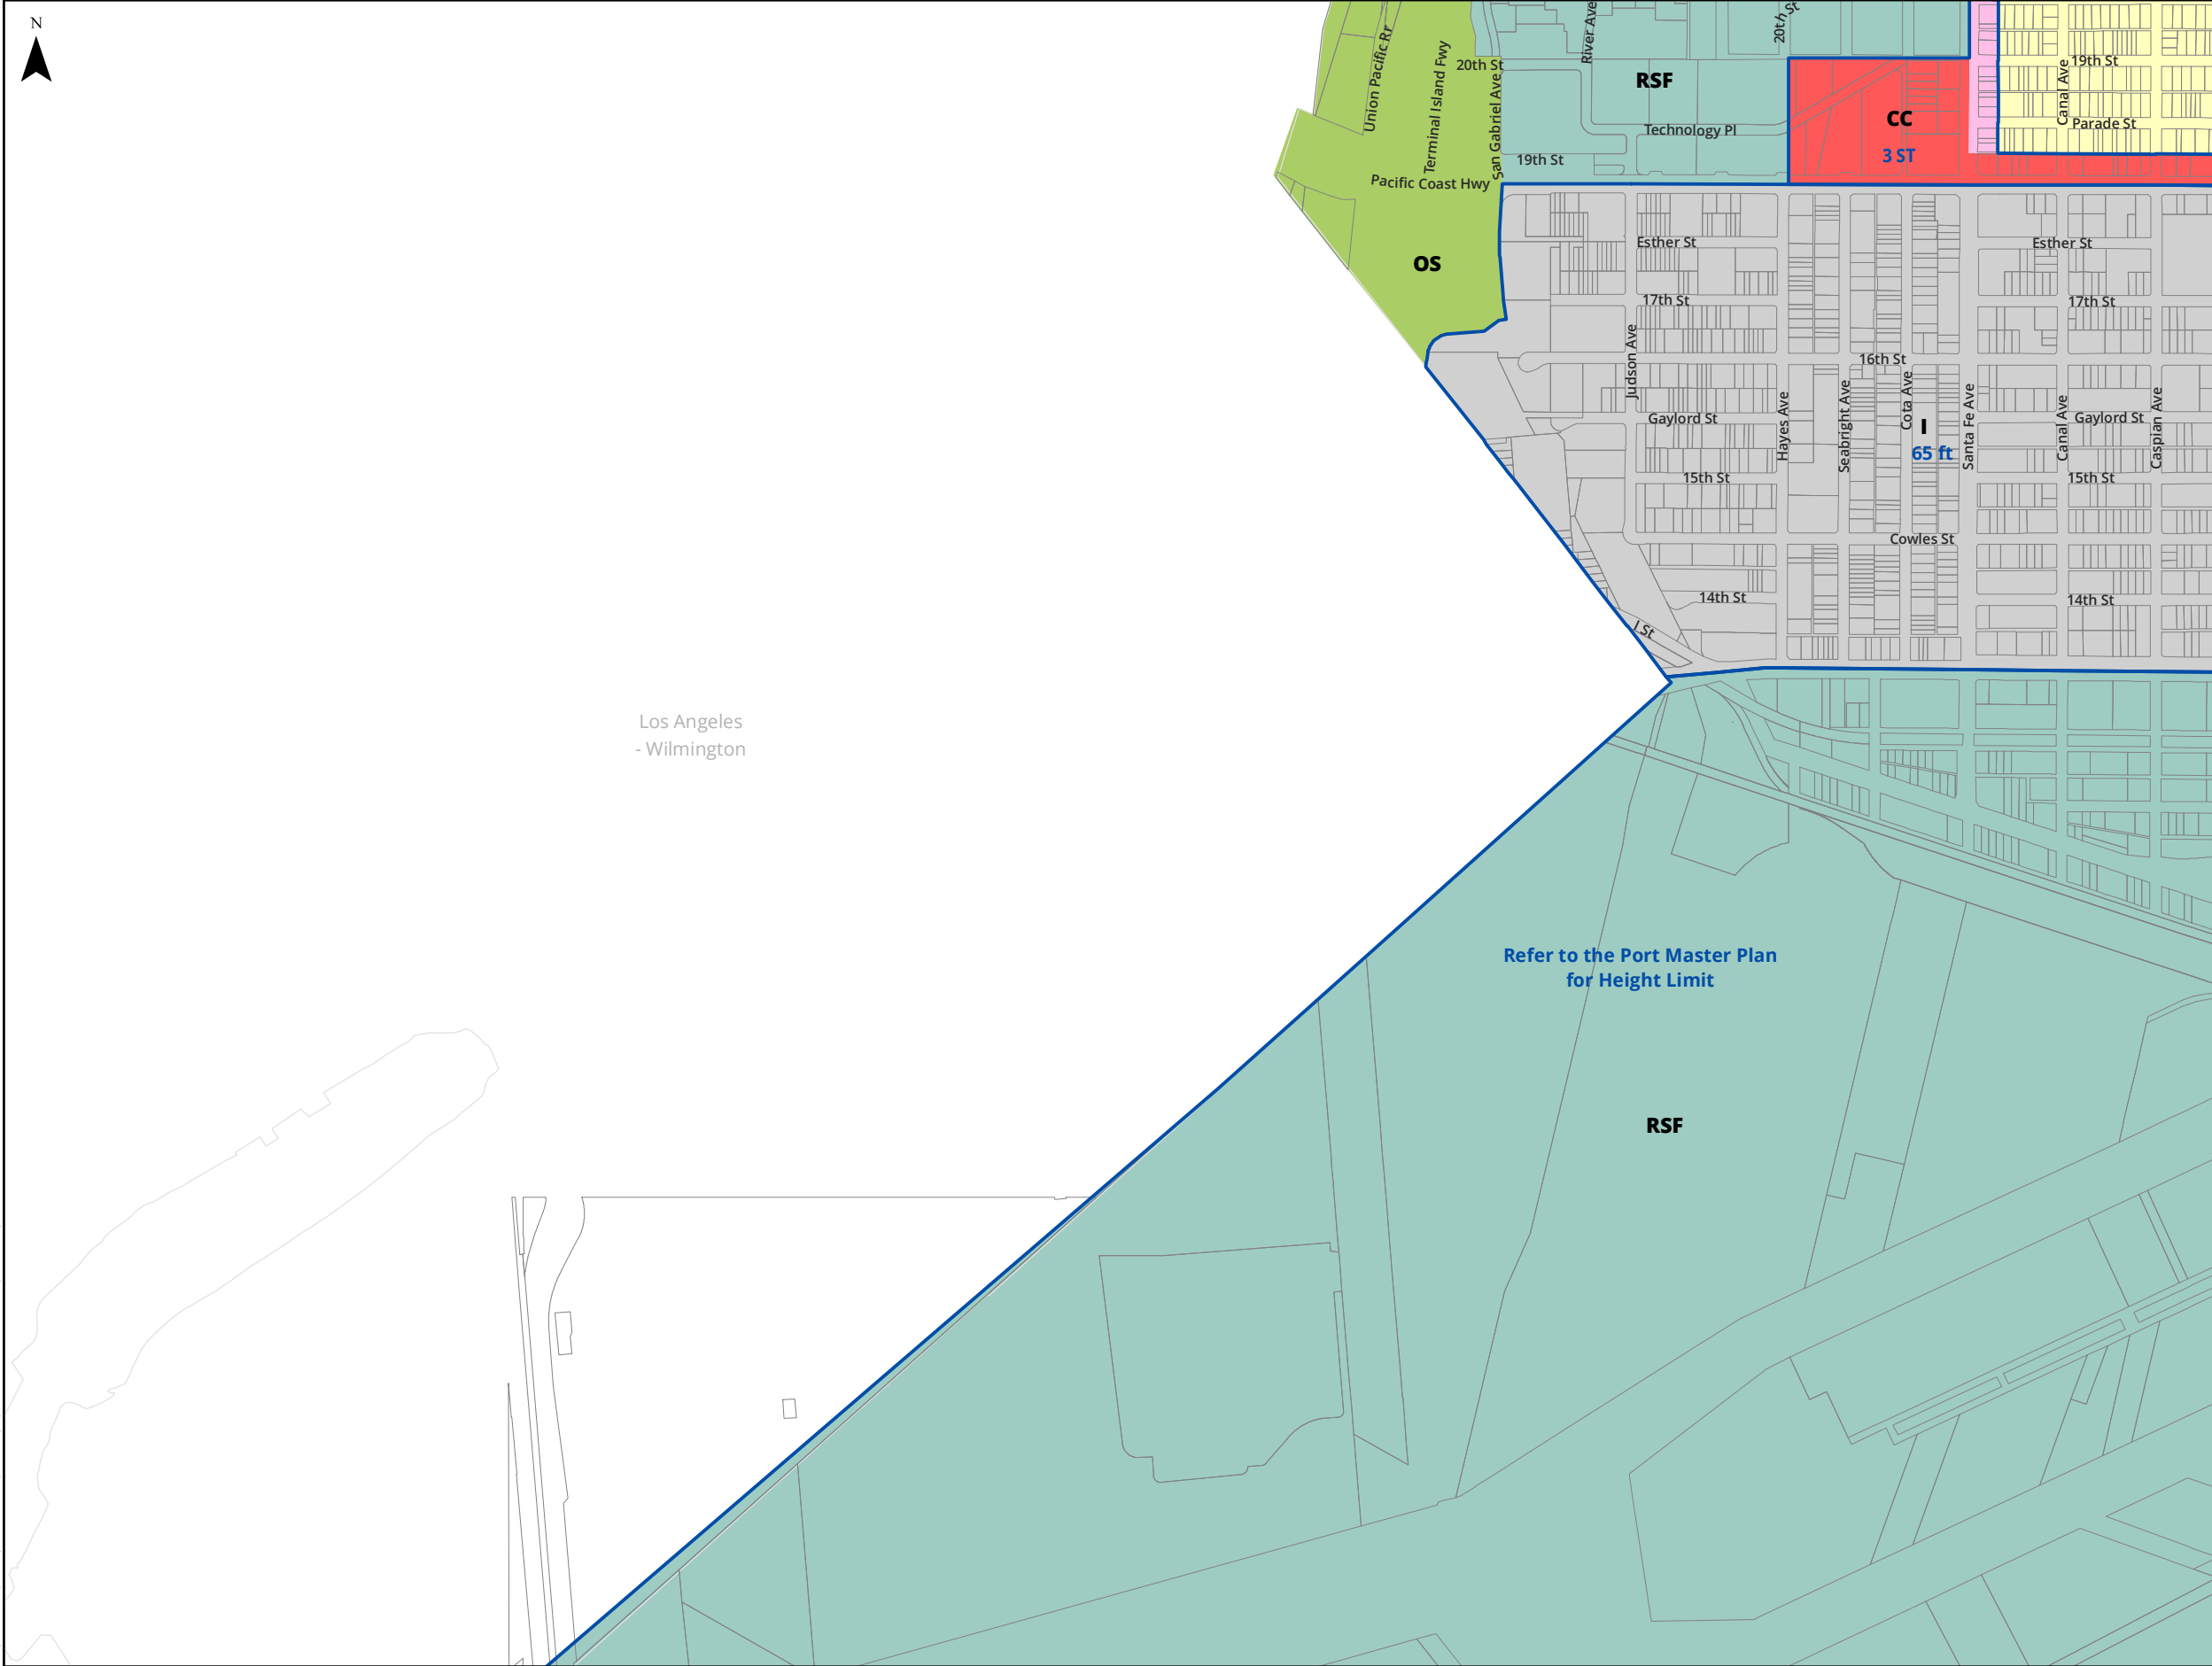 N
Union Pacific Rr
Terminal Island Fwy
20th St
San Gabriel Ave
River Ave
20th St
RSF
Technology Pl
19th St
Pacific Coast Hwy
CC
3 ST
19th St
Canal Ave
Parade St
OS
Esther St
Esther St
17th St
17th St
Judson Ave
16th St
Hayes Ave
Seabright Ave
Cota Ave
Santa Fe Ave
Canal Ave
Caspian Ave
Gaylord St
Gaylord St
I
65 ft
15th St
15th St
Cowles St
14th St
14th St
I St
Los Angeles
- Wilmington
Refer to the Port Master Plan
for Height Limit
RSF